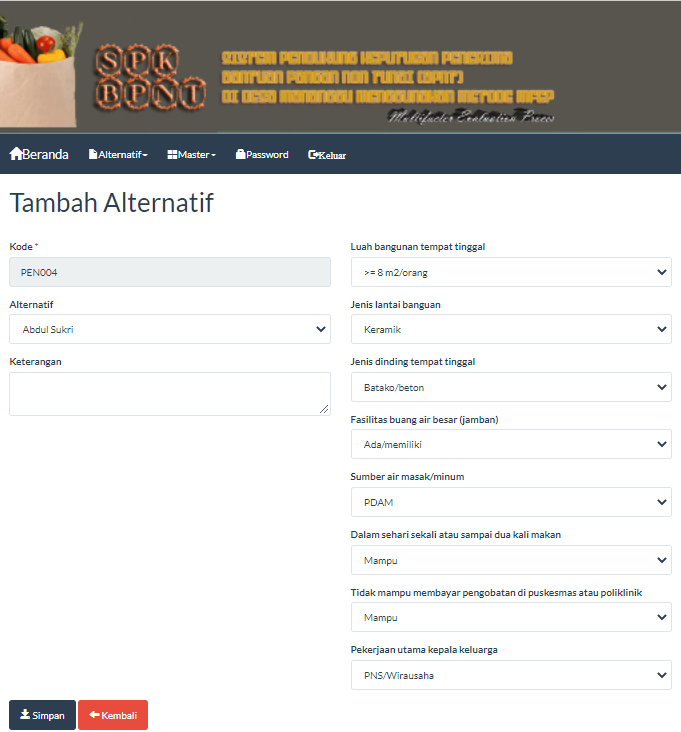 SPK
BPNT
SISTEM PENDUKUNG KEPUTUSAN PENERIMA
BANTUAN PANGAN NON TUNAI (BPNT)
DI DESA MANANGGU MENGGUNAKAN METODE MFEP
Multifactor Evaluation Proces
Beranda
Alternatif
Master
Password
Keluar
Tambah Alternatif
Kode *
PEN004
Alternatif
Abdul Sukri
Keterangan
Luah bangunan tempat tinggal
>= 8 m2/orang
Jenis lantai banguan
Keramik
Jenis dinding tempat tinggal
Batako/beton
Fasilitas buang air besar (jamban)
Ada/memiliki
Sumber air masak/minum
PDAM
Dalam sehari sekali atau sampai dua kali makan
Mampu
Tidak mampu membayar pengobatan di puskesmas atau poliklinik
Mampu
Pekerjaan utama kepala keluarga
PNS/Wirausaha
Simpan
Kembali